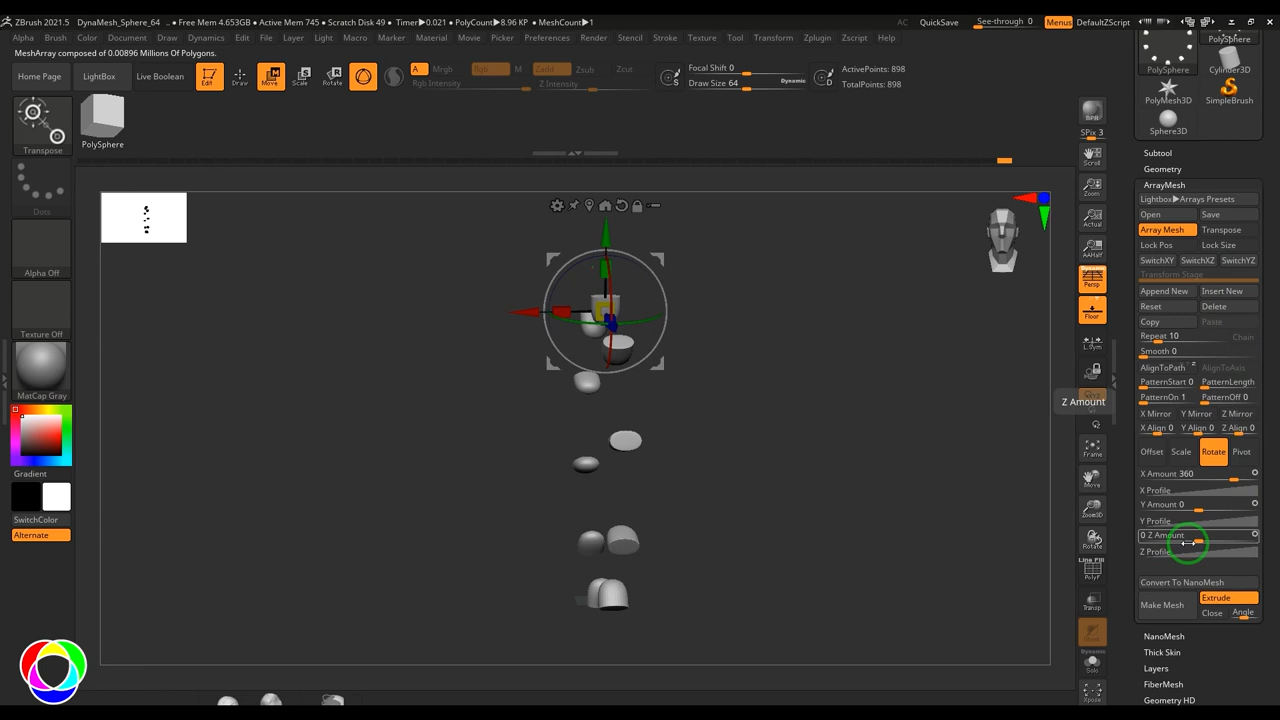 ZBrush 2021.5 DynaMesh_Sphere_64 .. • Free Mem 4.653GB • Active Mem 745 • Scratch Disk 49 • Timer▶0.021 • PolyCount▶8.96 KP • MeshCount▶1 AC QuickSave See-through 0 Menus DefaultZScript
Alpha Brush Color Document Draw Dynamics Edit File Layer Light Macro Marker Material Movie Picker Preferences Render Stencil Stroke Texture Tool Transform Zplugin Zscript Help
MeshArray composed of 0.00896 Millions Of Polygons.
Home Page LightBox Live Boolean Edit Draw Move Scale Rotate
A Mrgb Rgb M Zadd Zsub Zcut
Rgb Intensity Z Intensity
Focal Shift 0
Draw Size 64 Dynamic
S
D
ActivePoints: 898
TotalPoints: 898
Transpose
PolySphere
Dots
Alpha Off
Texture Off
MatCap Gray
Gradient
SwitchColor
Alternate
BPR
SPix 3
Scroll
Zoom
Actual
AAHalf
Persp
Floor
L.Sym
Z Amount
Frame
Move
Zoom3D
Rotate
Line Fill
PolyF
Transp
Dynamic
Solo
Xpose
PolySphere
PolySphere Cylinder3D
PolyMesh3D SimpleBrush
Sphere3D
Subtool
Geometry
ArrayMesh
Lightbox▶Arrays Presets
Open Save
Array Mesh Transpose
Lock Pos Lock Size
SwitchXY SwitchXZ SwitchYZ
Transform Stage
Append New Insert New
Reset Delete
Copy Paste
Repeat 10 Chain
Smooth 0
AlignToPath AlignToAxis
PatternStart 0 PatternLength
PatternOn 1 PatternOff 0
X Mirror Y Mirror Z Mirror
X Align 0 Y Align 0 Z Align 0
Offset Scale Rotate Pivot
X Amount 360
X Profile
Y Amount 0
Y Profile
0 Z Amount
Z Profile
Convert To NanoMesh
Make Mesh Extrude
Close Angle
NanoMesh
Thick Skin
Layers
FiberMesh
Geometry HD